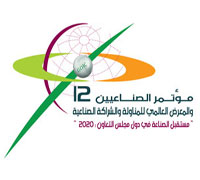 مؤتمر الصناعيين 12
والمعرض العالمي للمناولة والشراكة الصناعية
" مستقبل الصناعة في دول مجلس التعاون : 2020 "